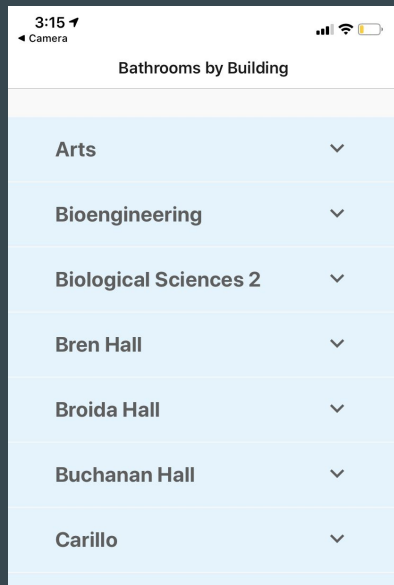 3:15
◀ Camera
Bathrooms by Building
Arts
Bioengineering
Biological Sciences 2
Bren Hall
Broida Hall
Buchanan Hall
Carillo